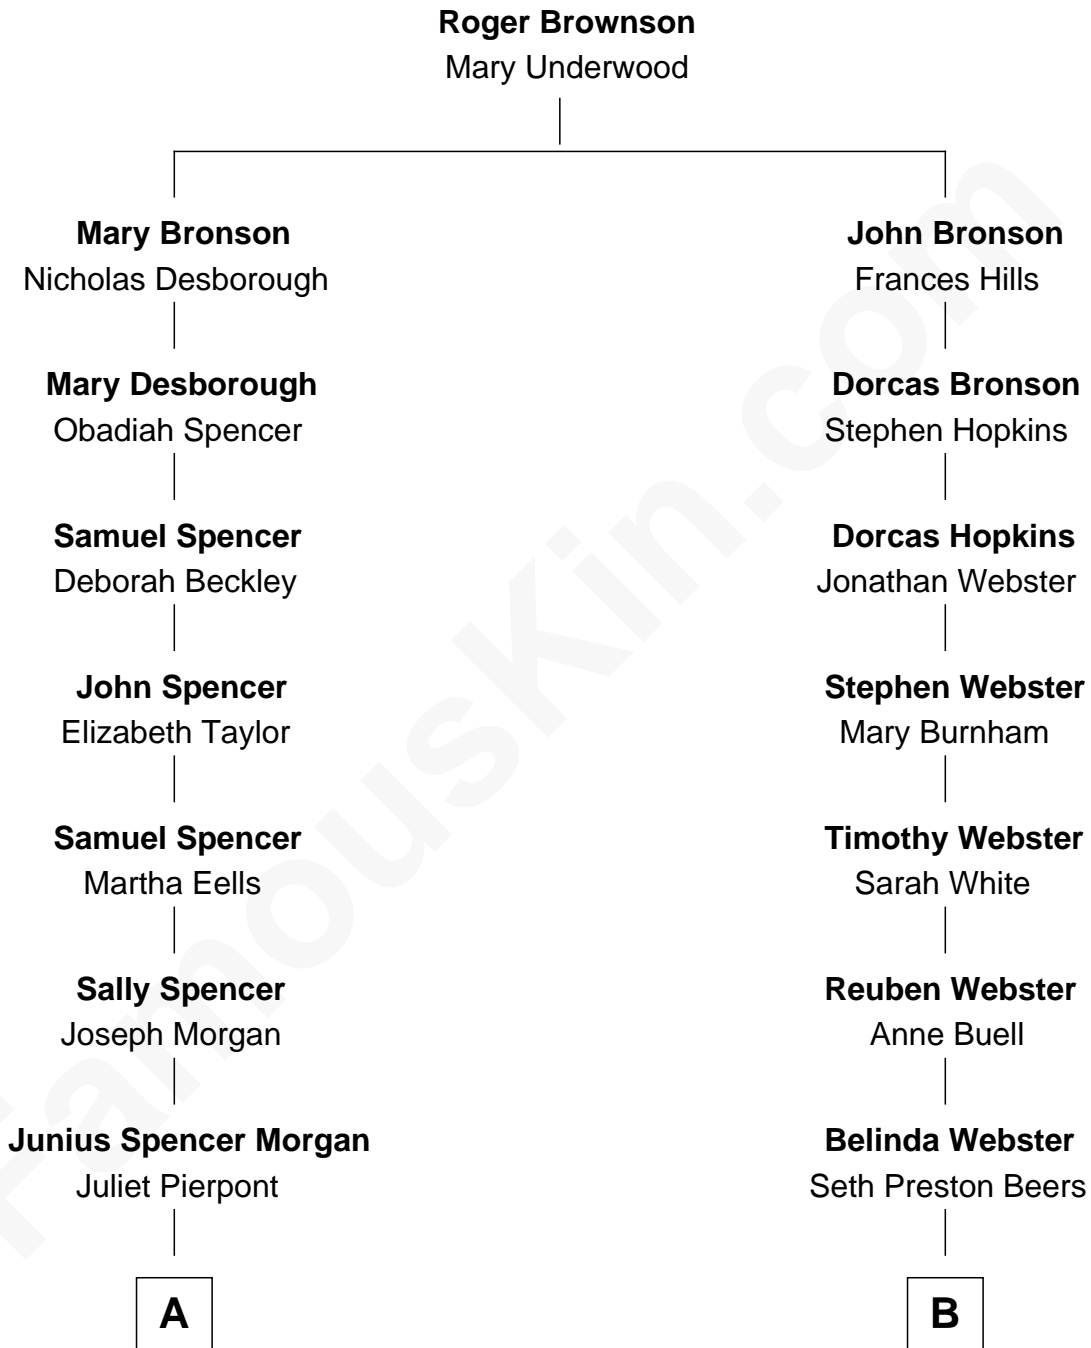 Roger Brownson
Mary Underwood
Mary Bronson
Nicholas Desborough
John Bronson
Frances Hills
Mary Desborough
Obadiah Spencer
Dorcas Bronson
Stephen Hopkins
Samuel Spencer
Deborah Beckley
Dorcas Hopkins
Jonathan Webster
John Spencer
Elizabeth Taylor
Stephen Webster
Mary Burnham
Samuel Spencer
Martha Eells
Timothy Webster
Sarah White
Sally Spencer
Joseph Morgan
Reuben Webster
Anne Buell
Junius Spencer Morgan
Juliet Pierpont
Belinda Webster
Seth Preston Beers
A
B
FamousKin.com